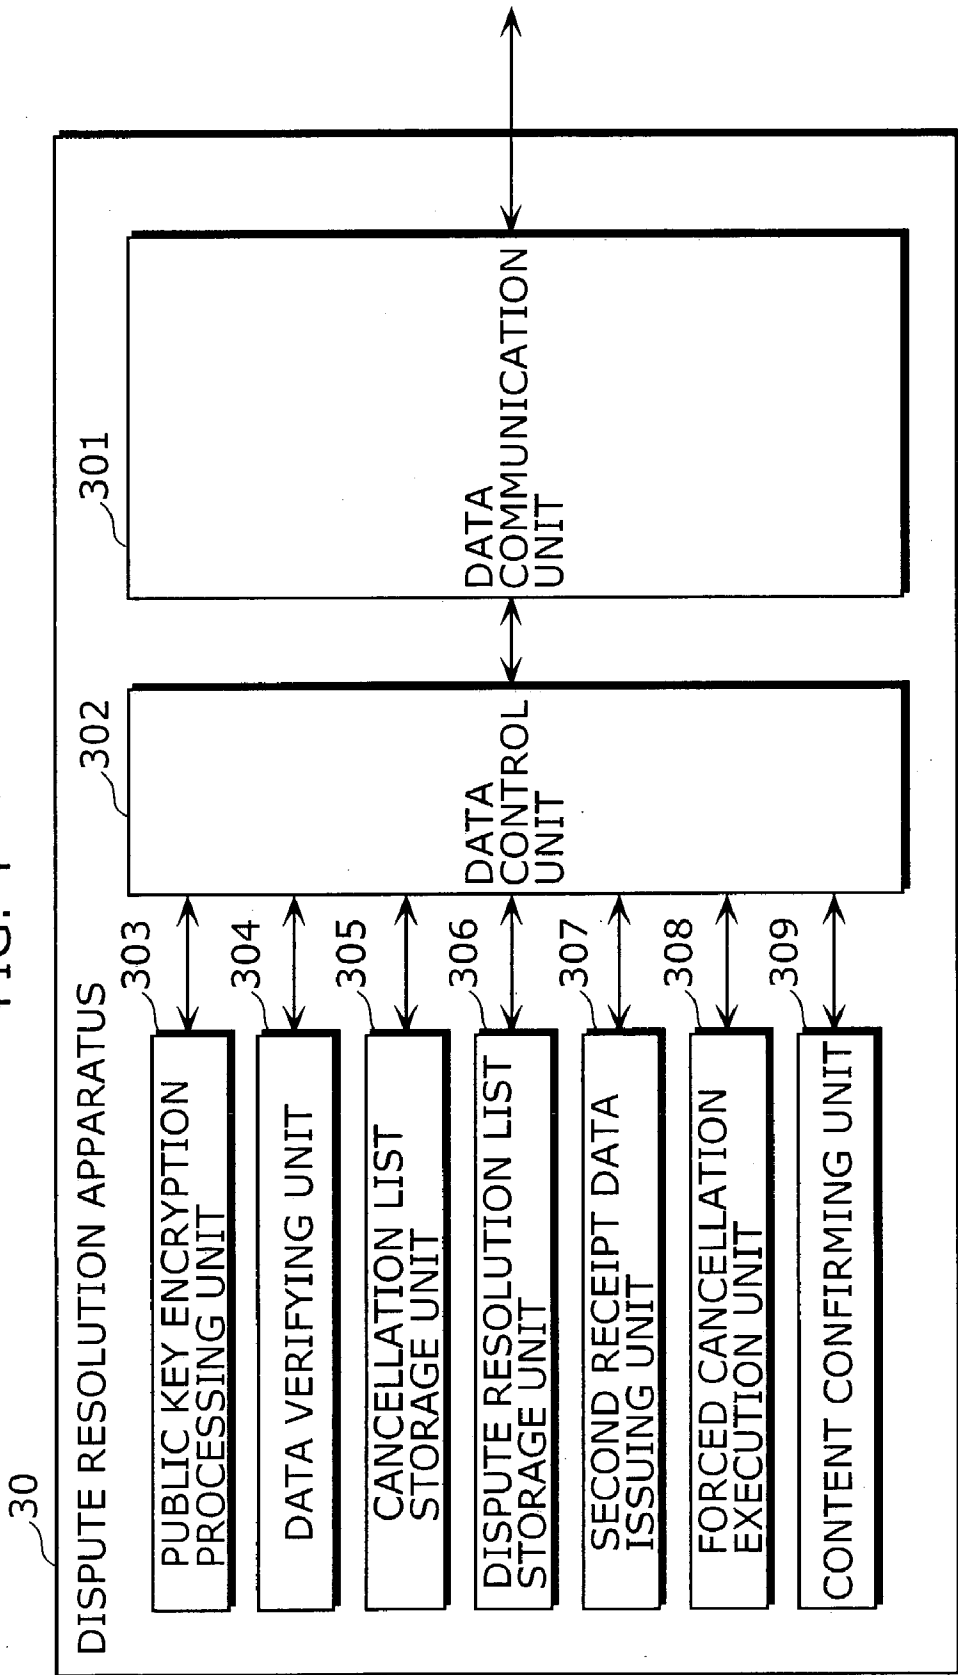 30
DISPUTE RESOLUTION APPARATUS
303
PUBLIC KEY ENCRYPTION
PROCESSING UNIT
304
DATA VERIFYING UNIT
305
CANCELLATION LIST
STORAGE UNIT
306
DISPUTE RESOLUTION LIST
STORAGE UNIT
307
SECOND RECEIPT DATA
ISSUING UNIT
308
FORCED CANCELLATION
EXECUTION UNIT
309
CONTENT CONFIRMING UNIT
302
DATA
CONTROL
UNIT
301
DATA
COMMUNICATION
UNIT